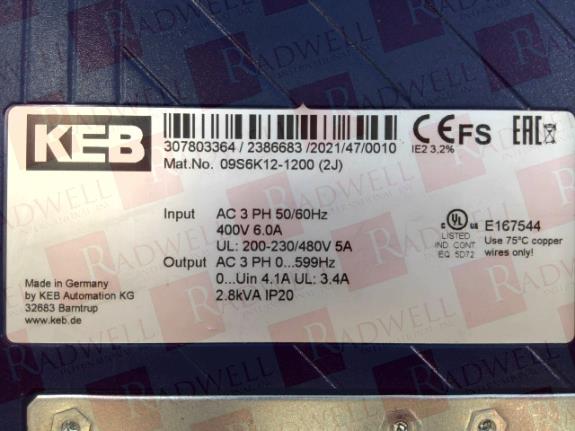 KEB
307803364 / 2386683 /2021/47/0010
Mat.No. 09S6K12-1200 (2J)
CE FS EAC
IE2 3,2%
Input AC 3 PH 50/60Hz
400V 6.0A
UL: 200-230/480V 5A
Output AC 3 PH 0...599Hz
0...Uin 4.1A UL: 3.4A
2.8kVA IP20
c UL us E167544
LISTED
IND. CONT
EQ. 5D72
Use 75°C copper
wires only!
Made in Germany
by KEB Automation KG
32683 Barntrup
www.keb.de
RADWELL